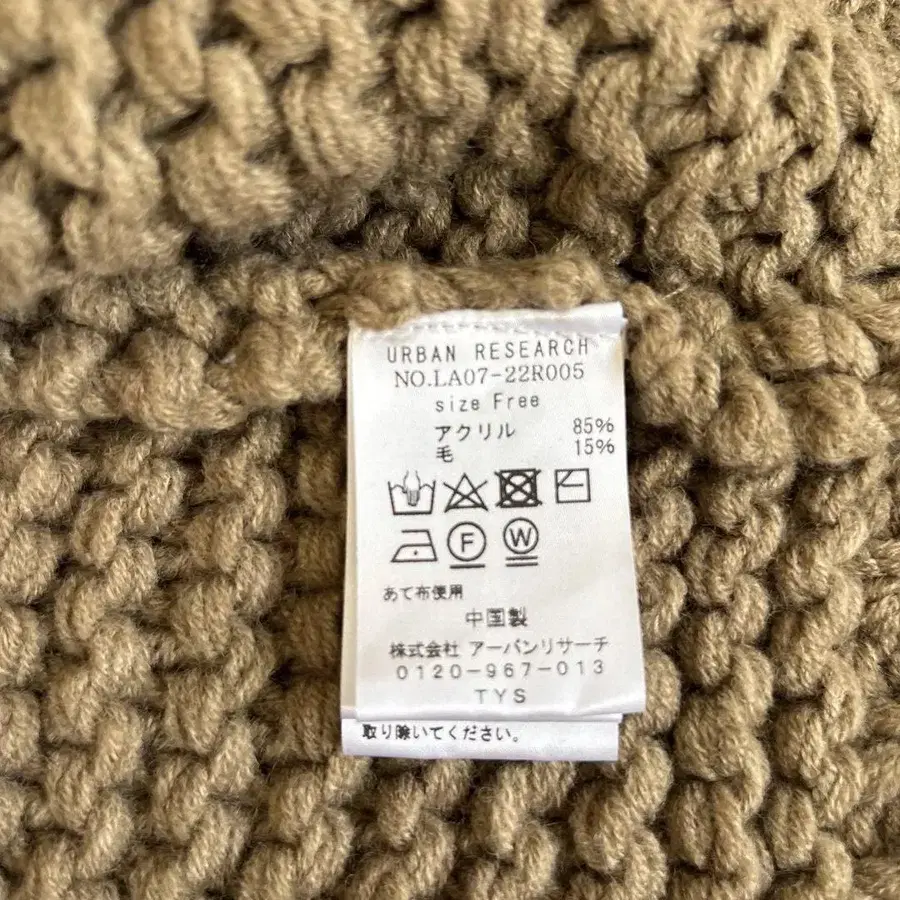 URBAN RESEARCH
NO.LA07-22R005
size Free
アクリル 85%
毛 15%
F W
あて布使用
中国製
株式会社 アーバンリサーチ
0120-967-013
TYS
取り除いてください。